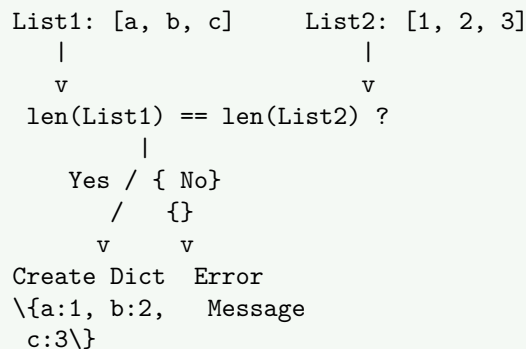 List1: [a, b, c]     List2: [1, 2, 3]
   |                    |
   v                    v
 len(List1) == len(List2) ?
         |
    Yes / { No}
       /   {}
      v     v
Create Dict  Error
\{a:1, b:2,   Message
 c:3\}